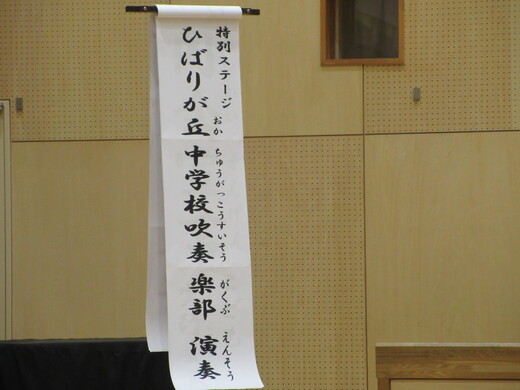 特別ステージ
ひばりが丘中学校吹奏楽部 演奏
おか ちゅうがっこうすいそう がくぶ えんそう